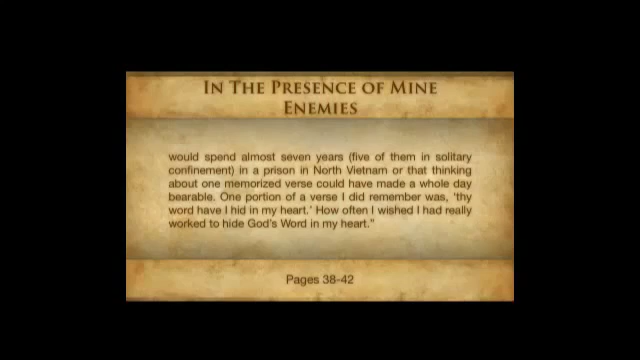 In The Presence of Mine
Enemies
would spend almost seven years (five of them in solitary
confinement) in a prison in North Vietnam or that thinking
about one memorized verse could have made a whole day
bearable. One portion of a verse I did remember was, ‘thy
word have I hid in my heart.’ How often I wished I had really
worked to hide God’s Word in my heart.”
Pages 38-42